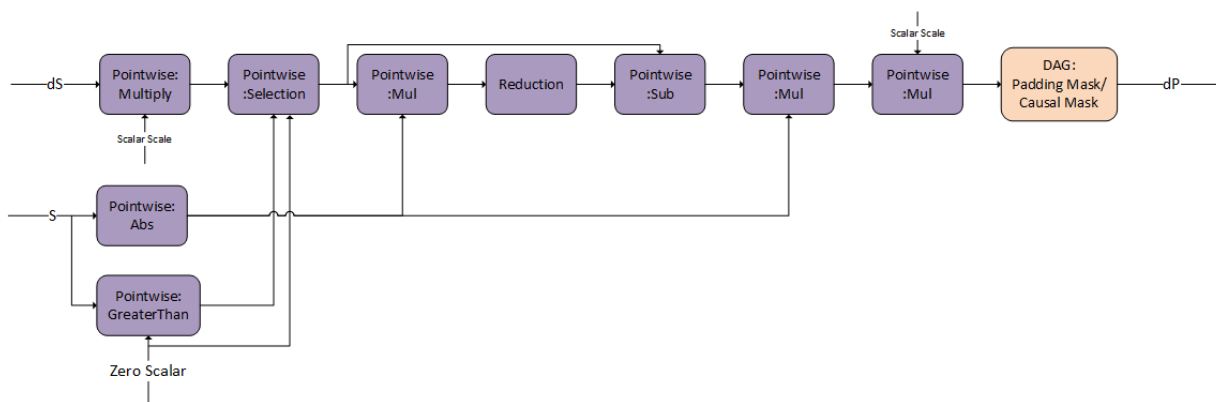 Scalar Scale
dS
Pointwise:
Multiply
Pointwise
:Selection
Pointwise
:Mul
Reduction
Pointwise
:Sub
Pointwise
:Mul
Pointwise
:Mul
DAG:
Padding Mask/
Causal Mask
dP
Scalar Scale
S
Pointwise:
Abs
Pointwise:
GreaterThan
Zero Scalar